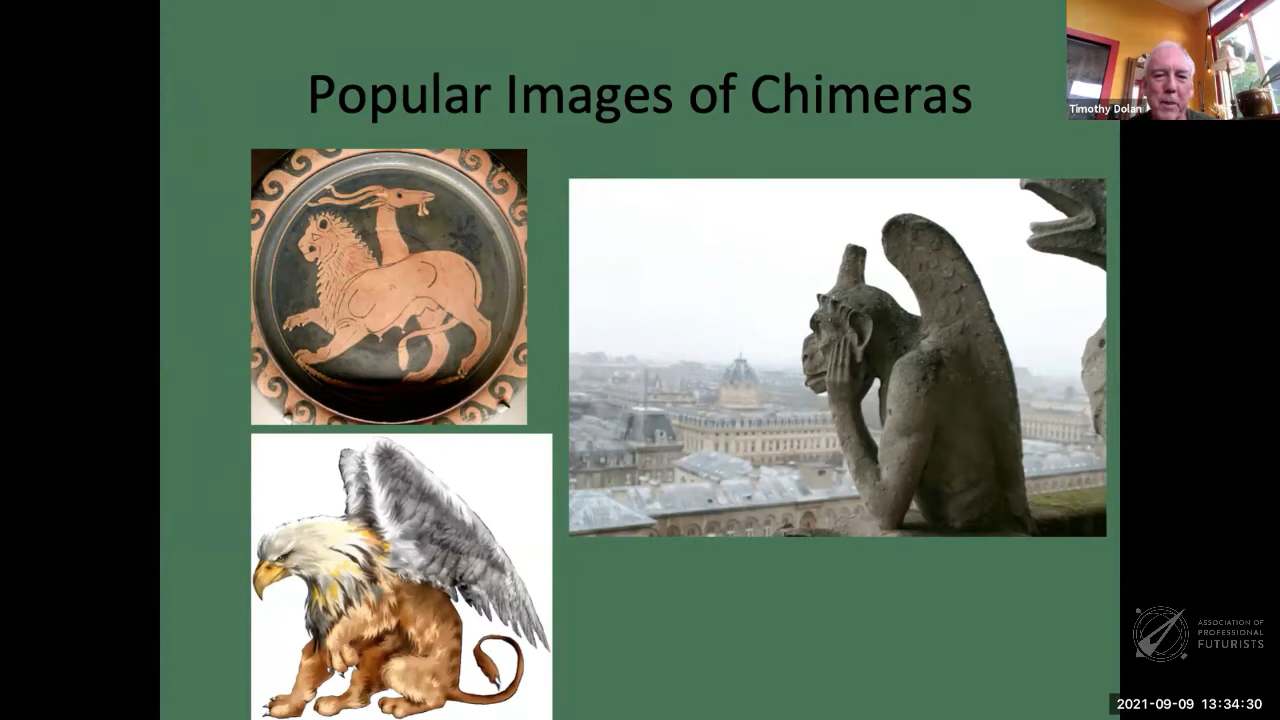 Popular Images of Chimeras
Timothy Dolan
ASSOCIATION OF
PROFESSIONAL
FUTURISTS
2021-09-09 13:34:30